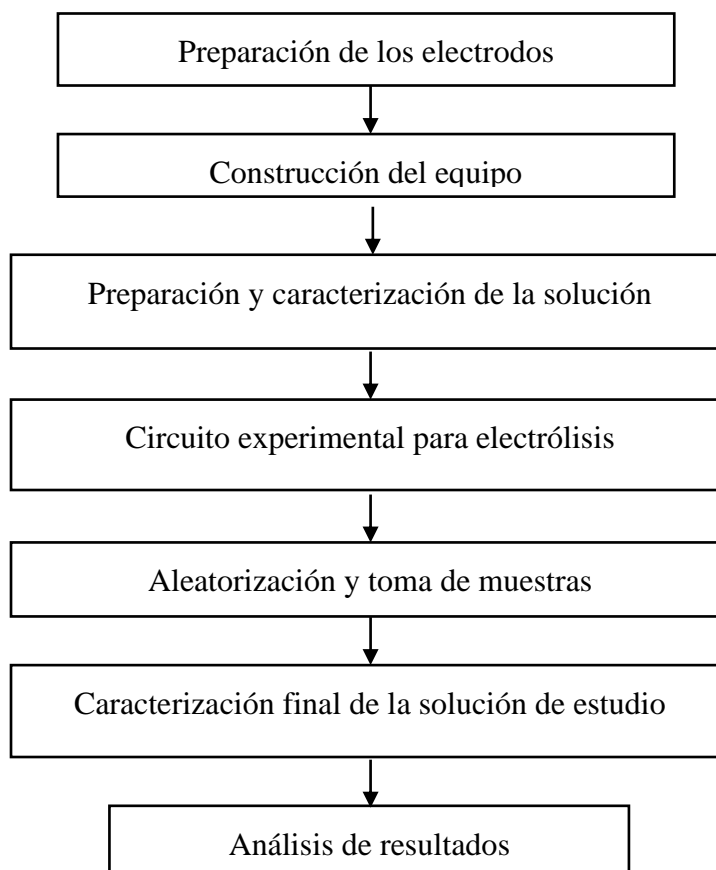 Preparación de los electrodos
Construcción del equipo
Preparación y caracterización de la solución
Circuito experimental para electrólisis
Aleatorización y toma de muestras
Caracterización final de la solución de estudio
Análisis de resultados